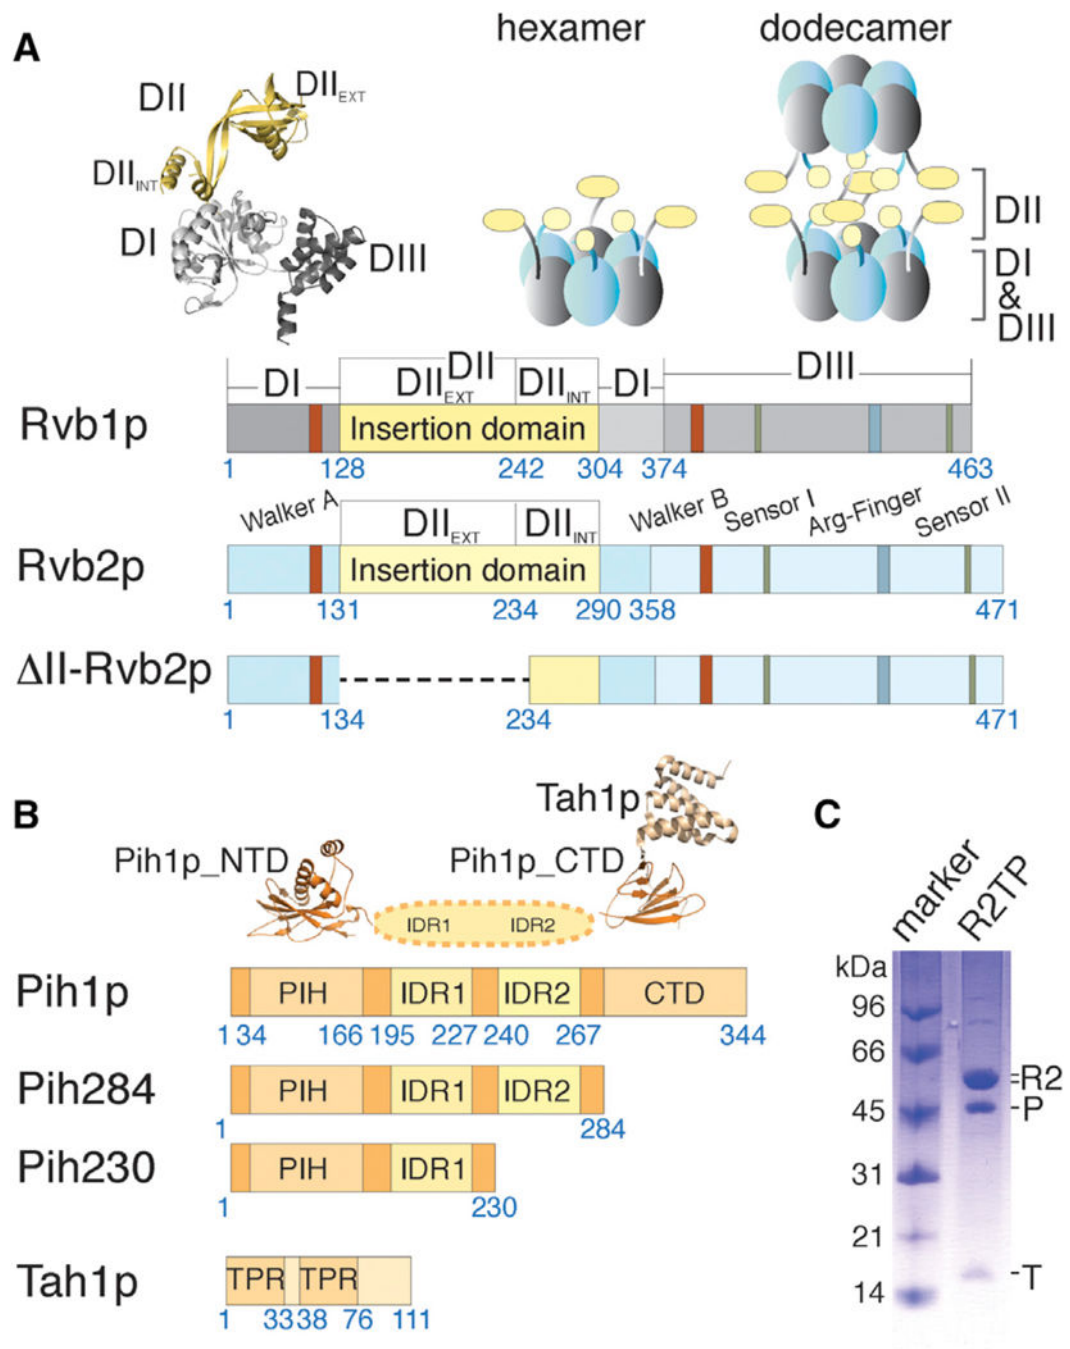 A
hexamer
dodecamer
DII
DIIEXT
DIIINT
DI
DIII
DII
DI
&
DIII
DI
DII
DIIEXT
DIIINT
DI
DIII
Rvb1p
Insertion domain
1 128 242 304 374 463
Walker A
DIIEXT
DIIINT
Walker B
Sensor I
Arg-Finger
Sensor II
Rvb2p
Insertion domain
1 131 234 290 358 471
ΔII-Rvb2p
1 134 234 471
B
Tah1p
Pih1p_NTD
Pih1p_CTD
IDR1 IDR2
Pih1p
PIH IDR1 IDR2 CTD
1 34 166 195 227 240 267 344
Pih284
PIH IDR1 IDR2
1 284
Pih230
PIH IDR1
1 230
Tah1p
TPR TPR
1 33 38 76 111
C
marker
R2TP
kDa
96
66
=R2
45
-P
31
21
-T
14